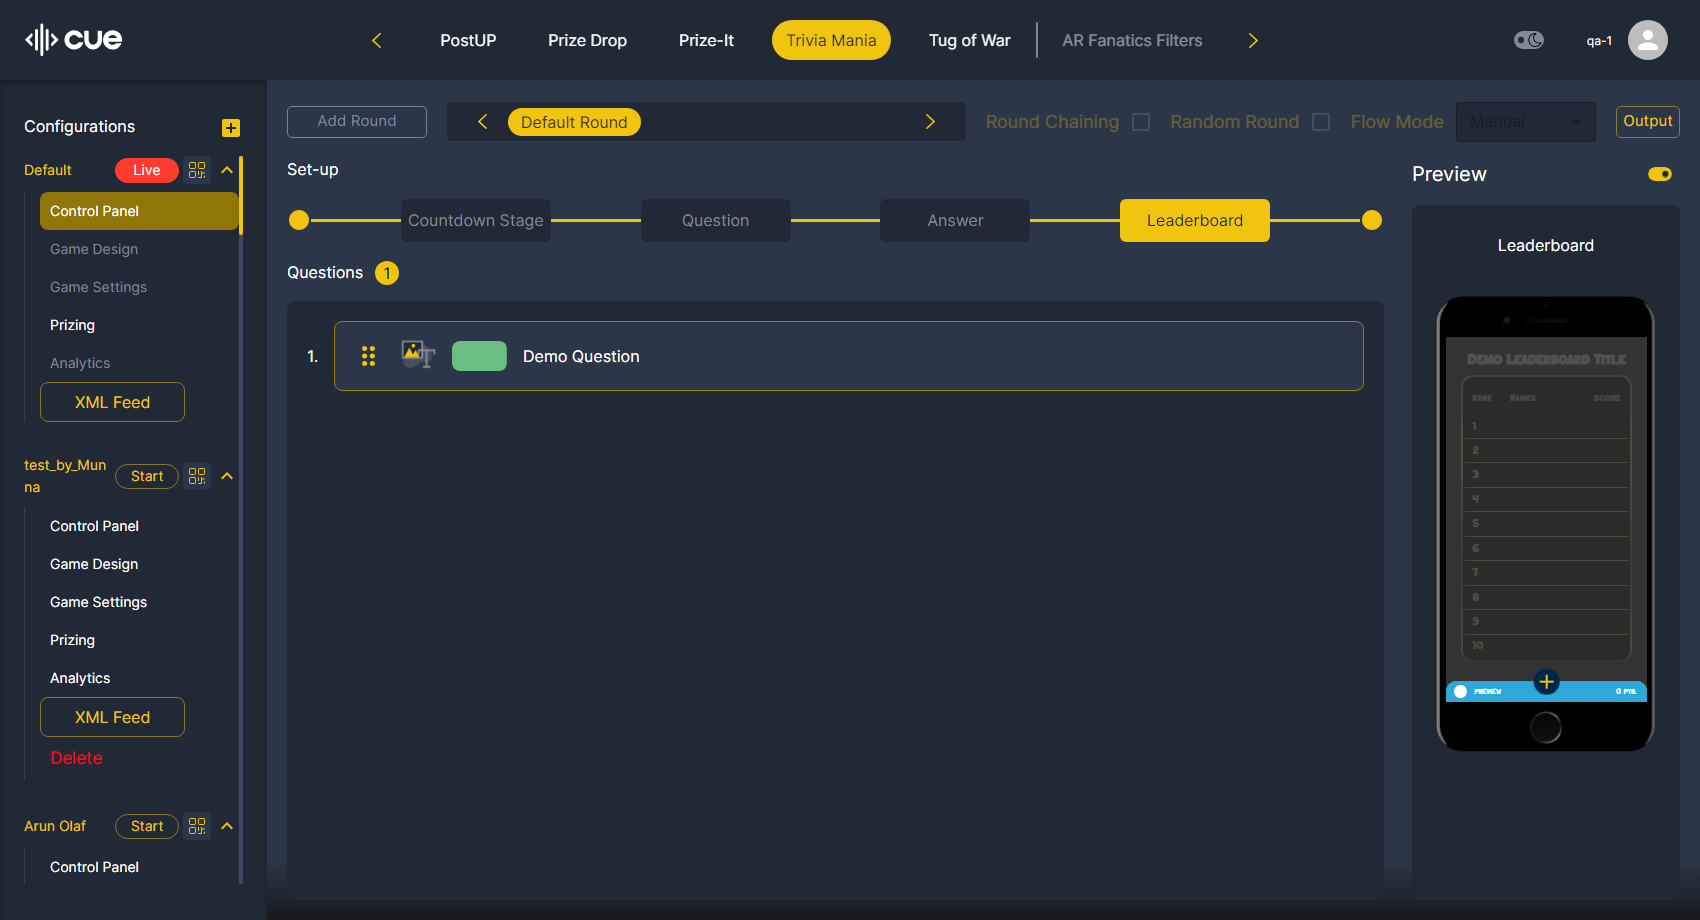 cue
PostUP
Prize Drop
Prize-It
Trivia Mania
Tug of War
AR Fanatics Filters
qa-1
Configurations
Default
Live
Control Panel
Game Design
Game Settings
Prizing
Analytics
XML Feed
test_by_Mun
na
Start
Control Panel
Game Design
Game Settings
Prizing
Analytics
XML Feed
Delete
Arun Olaf
Start
Control Panel
Add Round
Default Round
Round Chaining
Random Round
Flow Mode
Manual
Output
Set-up
Countdown Stage
Question
Answer
Leaderboard
Questions 1
1. Demo Question
Preview
Leaderboard
Demo Leaderboard Title
Rank Names Score
1
2
3
4
5
6
7
8
9
10
PREVIEW 0 PTS.